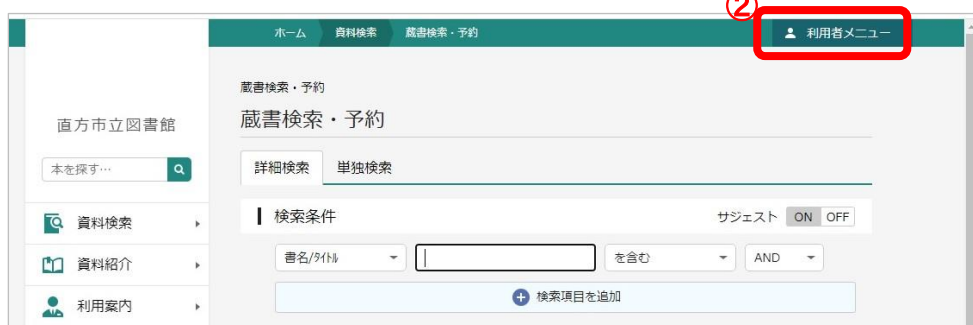 ②
ホーム 資料検索 蔵書検索・予約
利用者メニュー
直方市立図書館
本を探す…
資料検索
資料紹介
利用案内
蔵書検索・予約
蔵書検索・予約
詳細検索 単独検索
検索条件 サジェスト ON OFF
書名/タイトル を含む AND
検索項目を追加